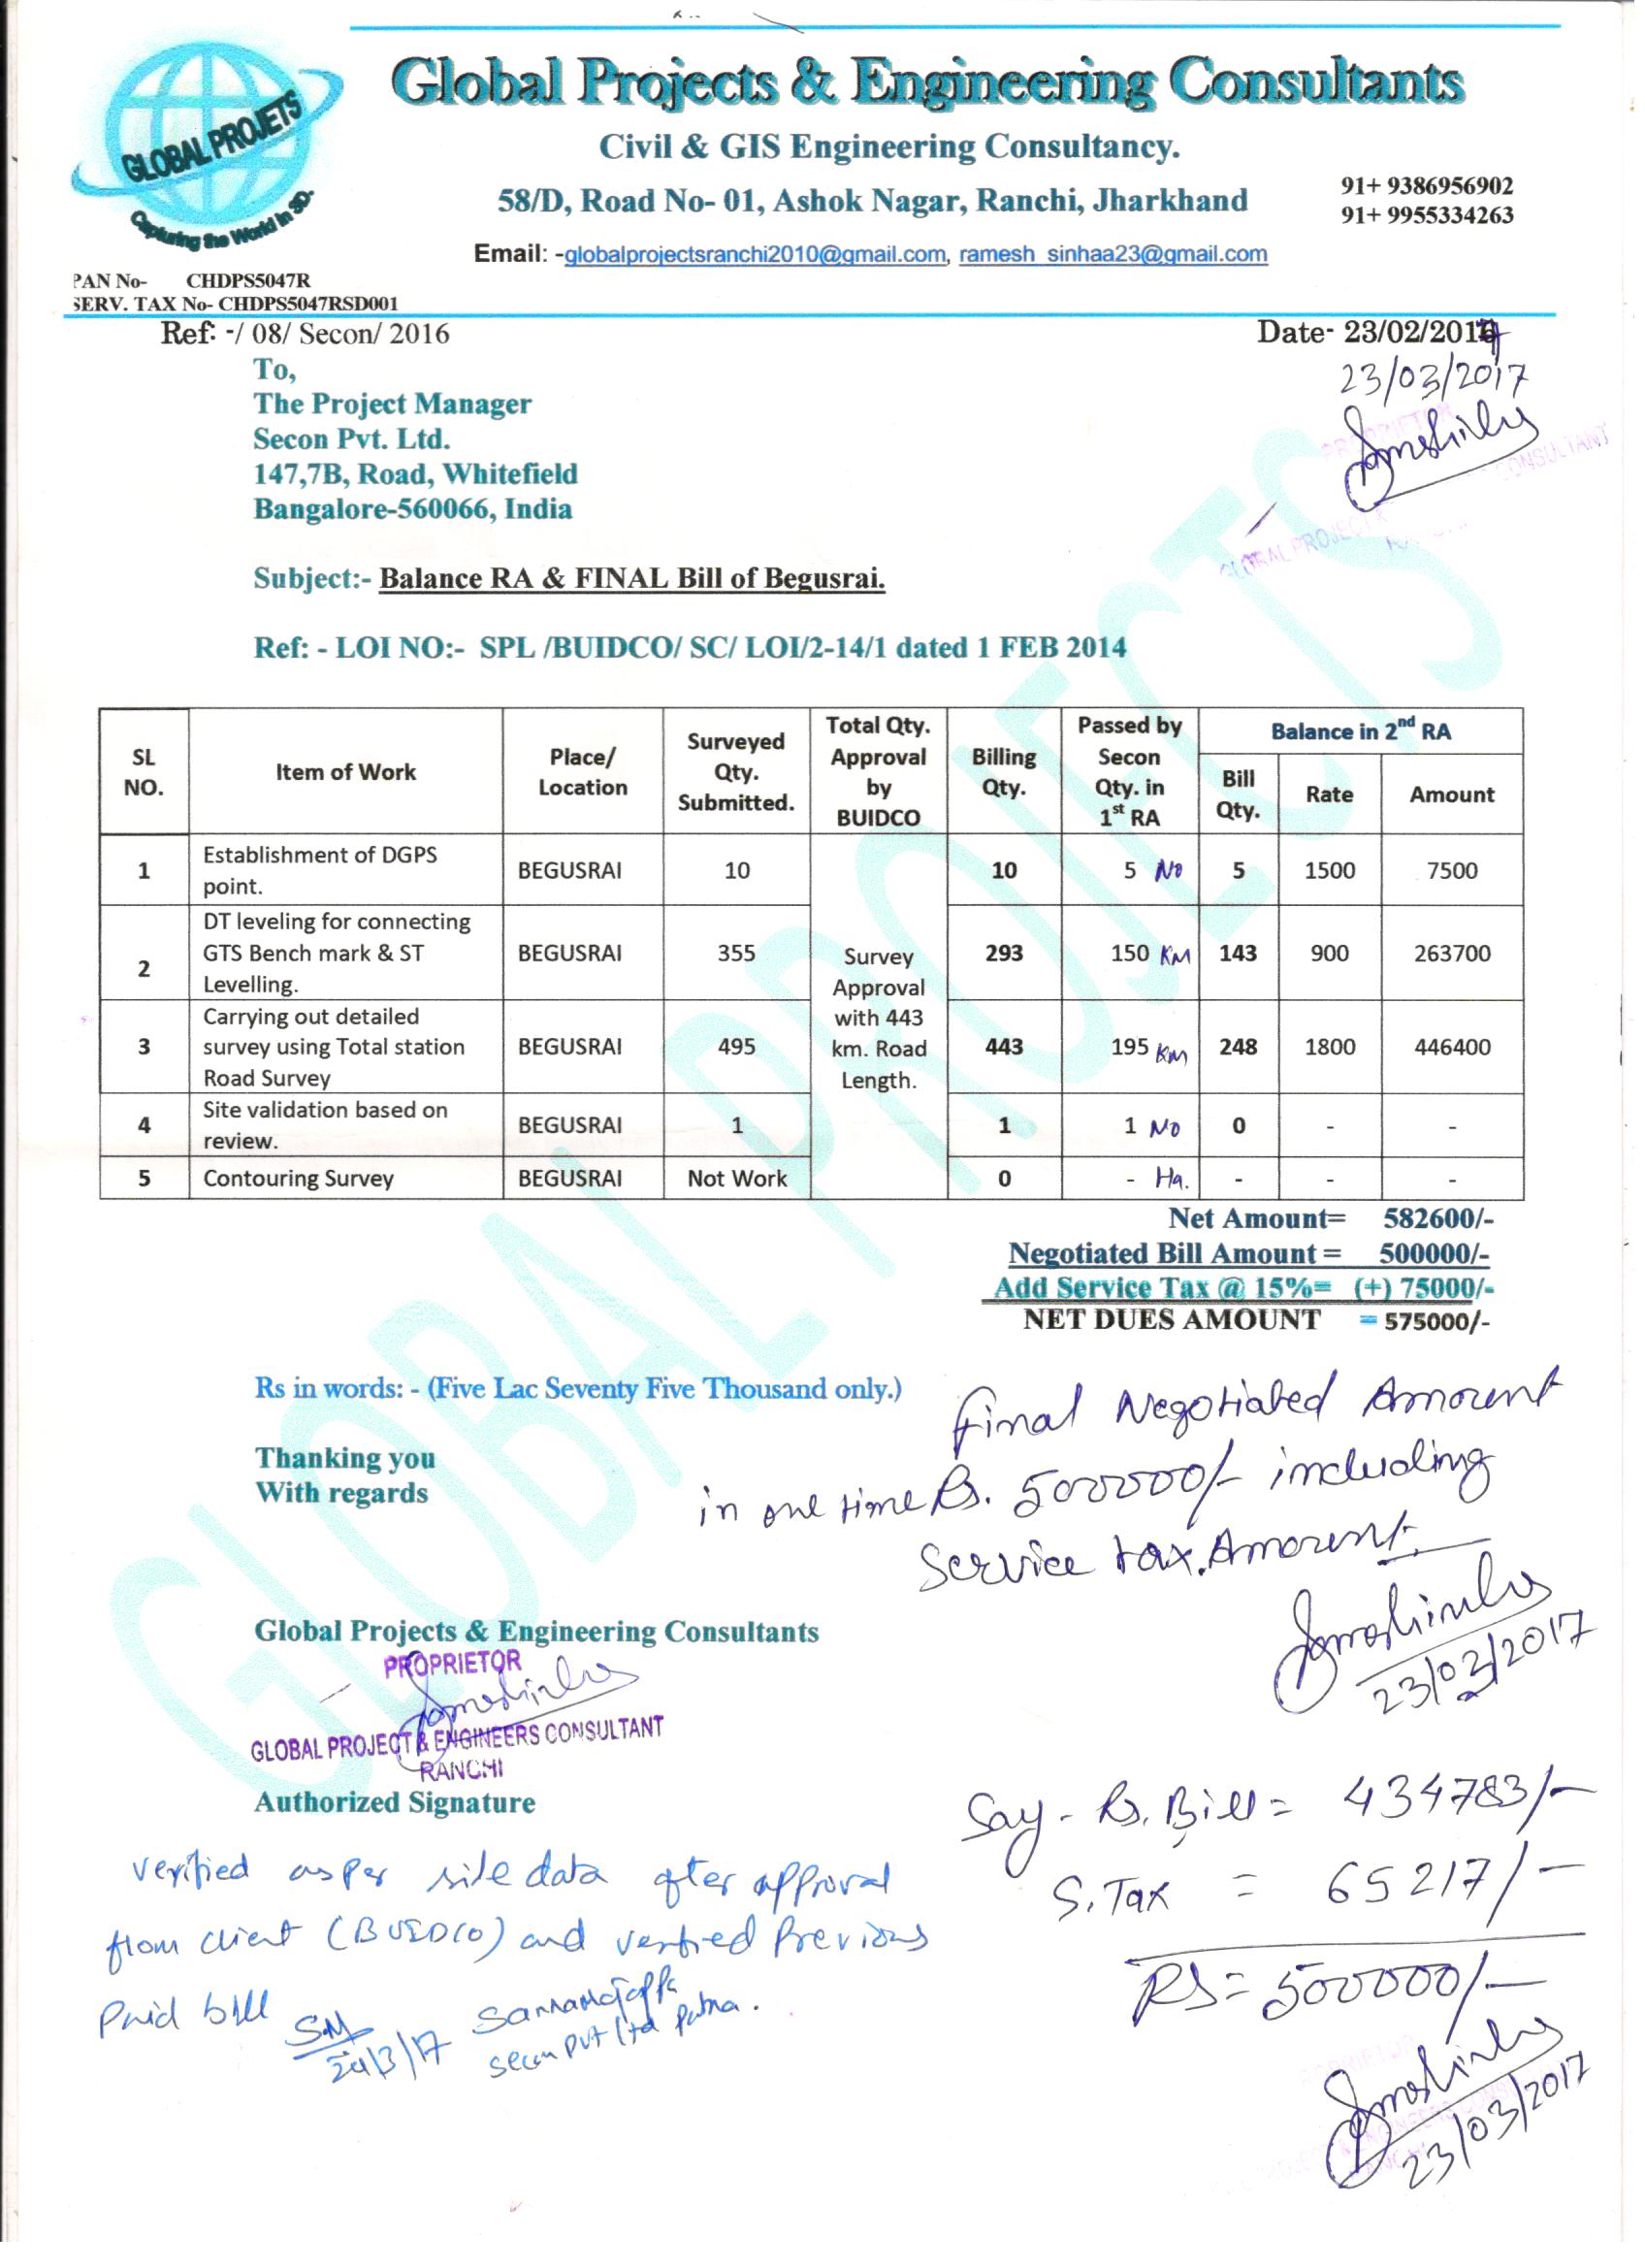 GLOBAL PROJETS
Capturing the World in 3D.
Global Projects & Engineering Consultants
Civil & GIS Engineering Consultancy.
58/D, Road No- 01, Ashok Nagar, Ranchi, Jharkhand
91+ 9386956902
91+ 9955334263
Email: -globalprojectsranchi2010@gmail.com, ramesh_sinhaa23@gmail.com
PAN No- CHDPS5047R
SERV. TAX No- CHDPS5047RSD001
Ref: -/ 08/ Secon/ 2016
Date- 23/02/2017
23/03/2017
To,
The Project Manager
Secon Pvt. Ltd.
147,7B, Road, Whitefield
Bangalore-560066, India
PROPRIETOR
CONSULTANT
GLOBAL PROJECT
Subject:- Balance RA & FINAL Bill of Begusrai.
Ref: - LOI NO:- SPL /BUIDCO/ SC/ LOI/2-14/1 dated 1 FEB 2014
SL NO. Item of Work Place/ Location Surveyed Qty. Submitted. Total Qty. Approval by BUIDCO Billing Qty. Passed by Secon Qty. in 1st RA Balance in 2nd RA
Bill Qty. Rate Amount
1 Establishment of DGPS point. BEGUSRAI 10 10 5 No 5 1500 7500
2 DT leveling for connecting GTS Bench mark & ST Levelling. BEGUSRAI 355 293 150 KM 143 900 263700
Survey Approval with 443 km. Road Length.
3 Carrying out detailed survey using Total station Road Survey BEGUSRAI 495 443 195 KM 248 1800 446400
4 Site validation based on review. BEGUSRAI 1 1 1 No 0 - -
5 Contouring Survey BEGUSRAI Not Work 0 - Ha. - - -
Net Amount= 582600/-
Negotiated Bill Amount = 500000/-
Add Service Tax @ 15%= (+) 75000/-
NET DUES AMOUNT = 575000/-
Rs in words: - (Five Lac Seventy Five Thousand only.)
Final Negotiated Amount
in one time Rs. 500000/- including
Service tax. Amount.
Thanking you
With regards
23/03/2017
Global Projects & Engineering Consultants
PROPRIETOR
GLOBAL PROJECT & ENGINEERS CONSULTANT
RANCHI
Authorized Signature
Say - Rs. Bill = 434783/-
S. Tax = 65217/-
RS = 500000/-
23/03/2017
verified as per site data after approval
from client (BUIDCO) and verified Previous
Paid bill
SM
24/3/17
secon pvt ltd patna.
GLOBAL PROJECTS